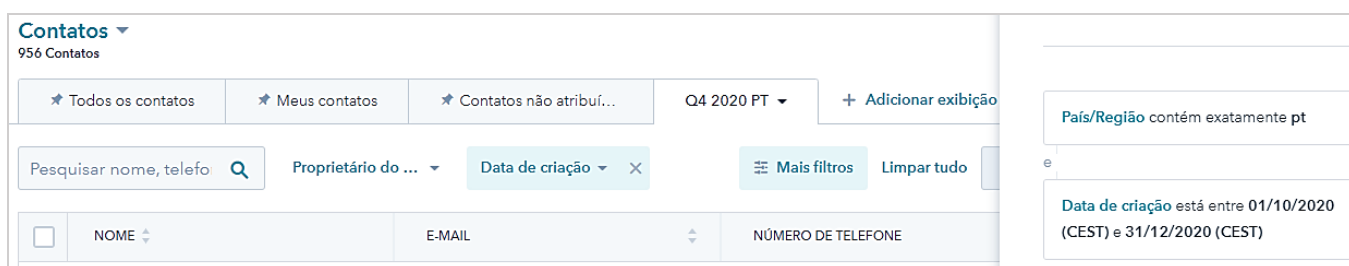 Contatos
956 Contatos
Todos os contatos
Meus contatos
Contatos não atribuí...
Q4 2020 PT
+ Adicionar exibição
Pesquisar nome, telefo
Proprietário do ...
Data de criação
Mais filtros
Limpar tudo
NOME
E-MAIL
NÚMERO DE TELEFONE
País/Região contém exatamente pt
e
Data de criação está entre 01/10/2020
(CEST) e 31/12/2020 (CEST)